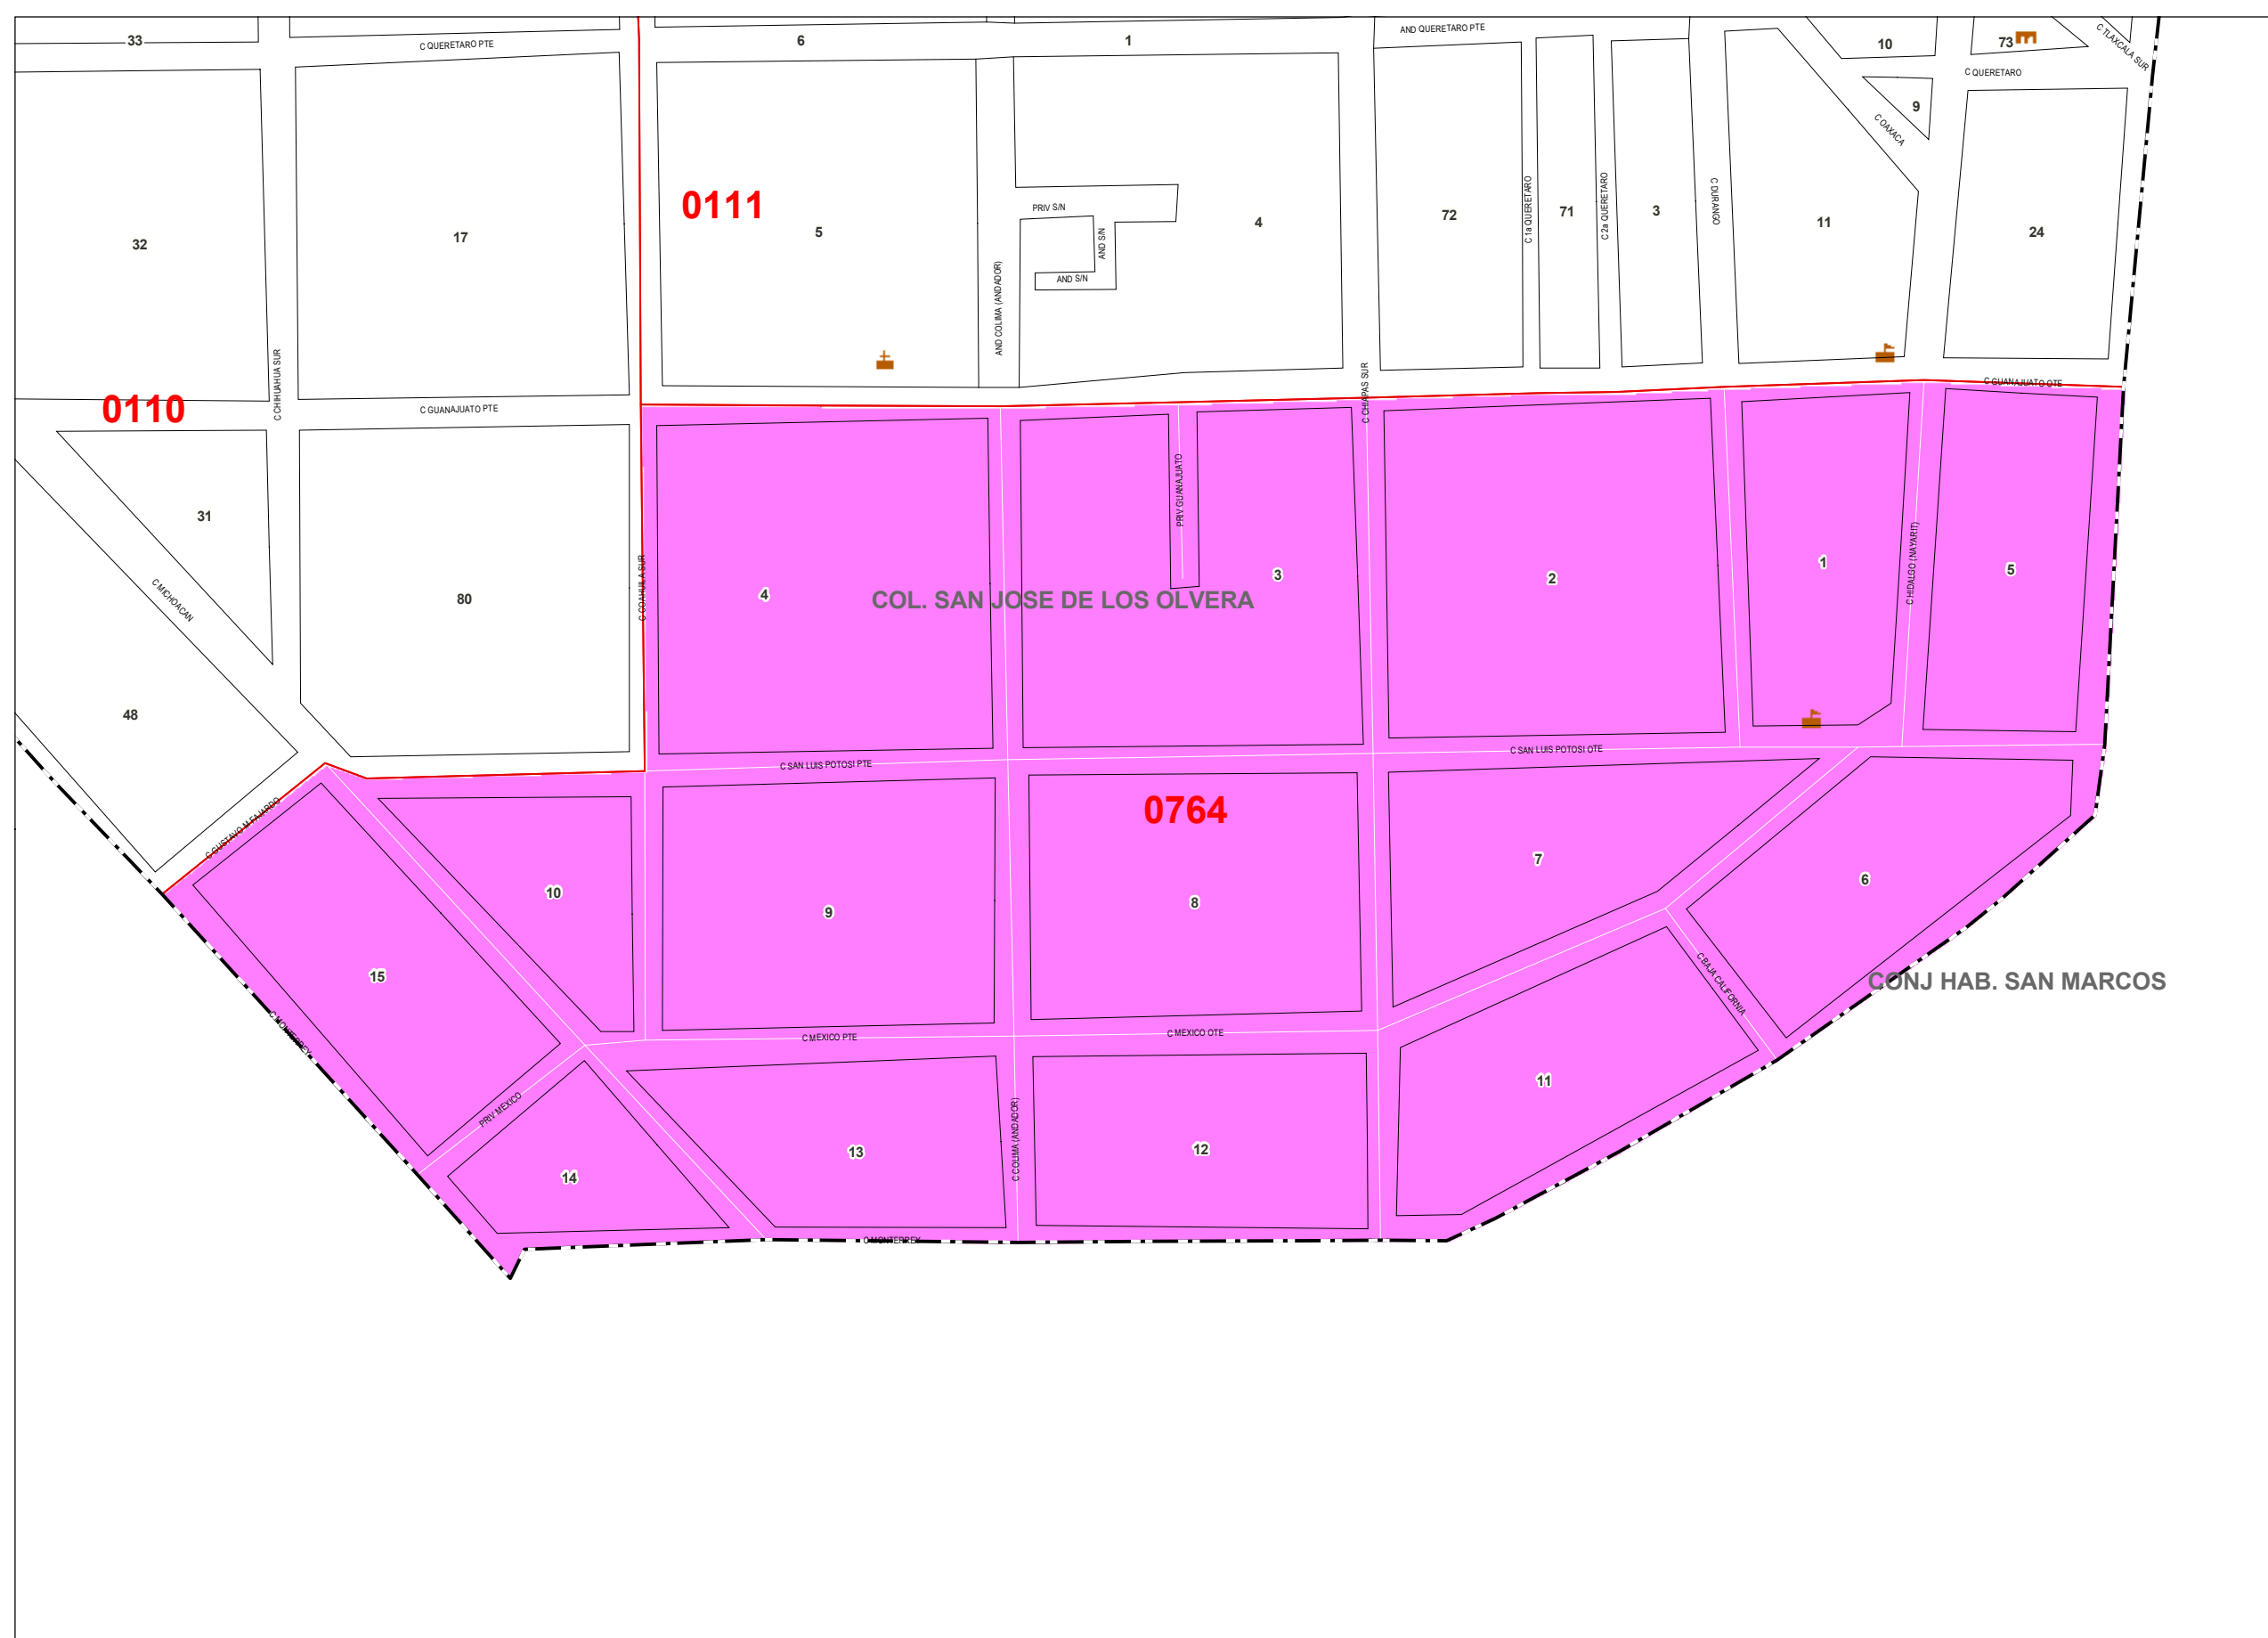 33
C QUERETARO PTE
6
1
AND QUERETARO PTE
10
73
C TLAXCALA SUR
C QUERETARO
9
C OAXACA
0111
32
17
5
PRIV S/N
AND S/N
AND S/N
4
72
C 1a QUERETARO
71
C 2a QUERETARO
3
C DURANGO
11
24
AND COLIMA (ANDADOR)
C CHIHUAHUA SUR
C CHIAPAS SUR
C GUANAJUATO OTE
0110
C GUANAJUATO PTE
31
PRIV GUANAJUATO
C MICHOACAN
80
C COAHUILA SUR
4
3
2
1
C HIDALGO (NAYARIT)
5
COL. SAN JOSE DE LOS OLVERA
48
C SAN LUIS POTOSI PTE
C SAN LUIS POTOSI OTE
C GUSTAVO M FAJARDO
0764
10
9
8
7
6
15
C BAJA CALIFORNIA
CONJ HAB. SAN MARCOS
C MONTERREY
C MEXICO PTE
C MEXICO OTE
PRIV MEXICO
11
14
13
C COLIMA (ANDADOR)
12
C MONTERREY